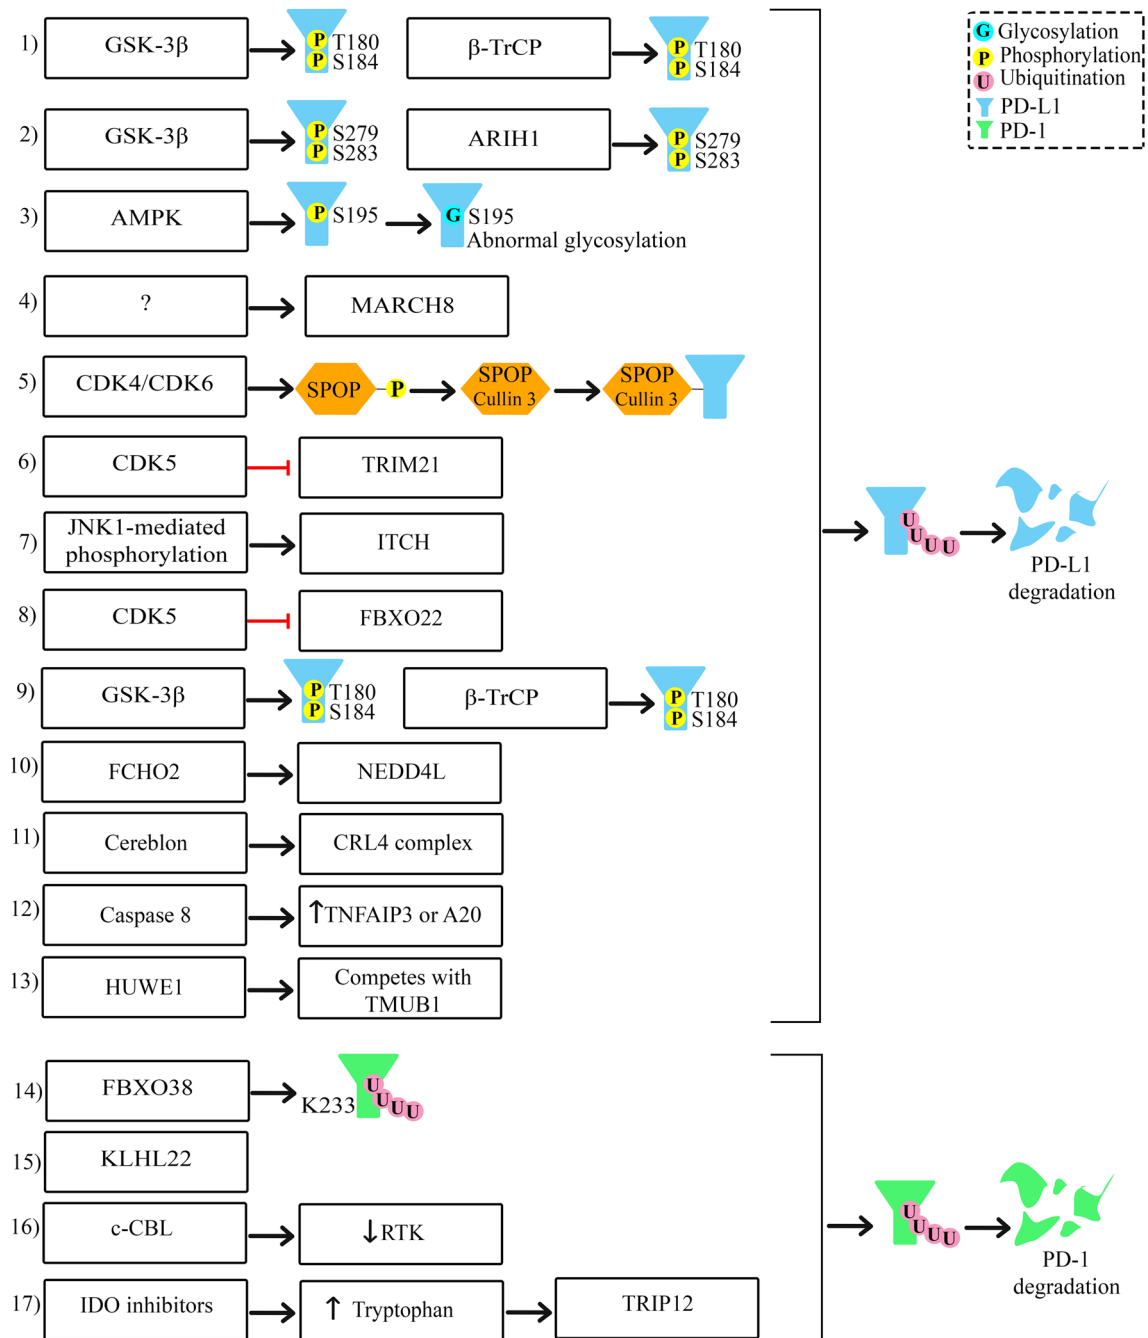 1)
GSK-3β
P
P
T180
S184
β-TrCP
P
P
T180
S184
G Glycosylation
P Phosphorylation
U Ubiquitination
PD-L1
PD-1
2)
GSK-3β
P
P
S279
S283
ARIH1
P
P
S279
S283
3)
AMPK
P
S195
G
S195
Abnormal glycosylation
4)
?
MARCH8
5)
CDK4/CDK6
SPOP
P
SPOP
Cullin 3
SPOP
Cullin 3
6)
CDK5
TRIM21
7)
JNK1-mediated
phosphorylation
ITCH
8)
CDK5
FBXO22
9)
GSK-3β
P
P
T180
S184
β-TrCP
P
P
T180
S184
10)
FCHO2
NEDD4L
11)
Cereblon
CRL4 complex
12)
Caspase 8
↑TNFAIP3 or A20
13)
HUWE1
Competes with
TMUB1
U
U
U
U
PD-L1
degradation
14)
FBXO38
K233
U
U
U
U
15)
KLHL22
16)
c-CBL
↓RTK
17)
IDO inhibitors
↑ Tryptophan
TRIP12
U
U
U
U
PD-1
degradation